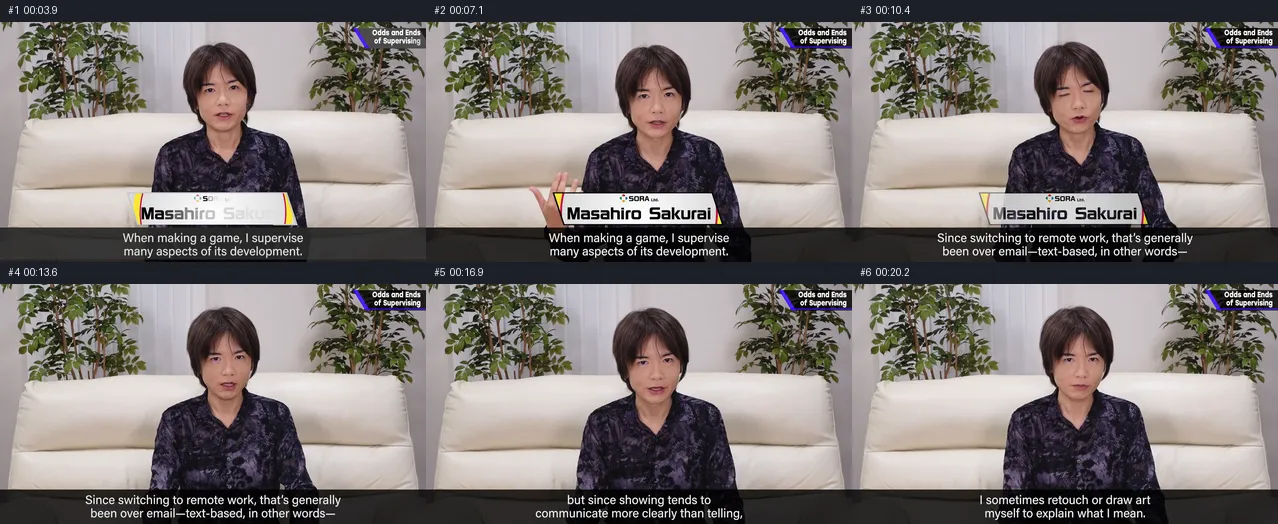 #1 00:03.9
Odds and Ends
of Supervising
SORA
Masahiro Sakurai
When making a game, I supervise
many aspects of its development.
#2 00:07.1
Odds and Ends
of Supervising
SORA Ltd.
Masahiro Sakurai
When making a game, I supervise
many aspects of its development.
#3 00:10.4
Odds and Ends
of Supervising
SORA Ltd.
Masahiro Sakurai
Since switching to remote work, that's generally
been over email—text-based, in other words—
#4 00:13.6
Odds and Ends
of Supervising
Since switching to remote work, that's generally
been over email—text-based, in other words—
#5 00:16.9
Odds and Ends
of Supervising
but since showing tends to
communicate more clearly than telling,
#6 00:20.2
Odds and Ends
of Supervising
I sometimes retouch or draw art
myself to explain what I mean.